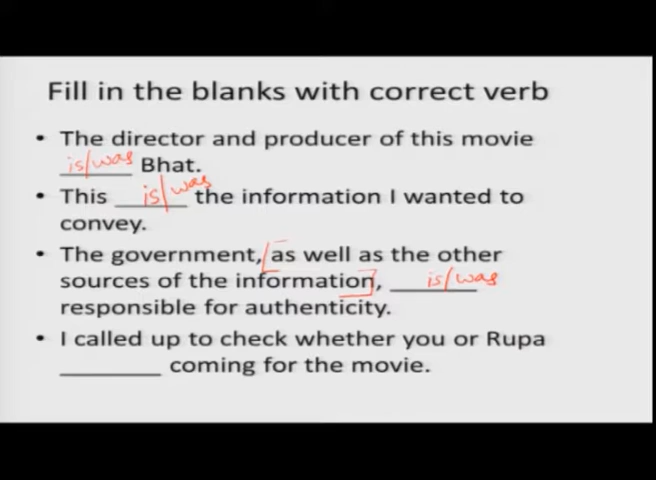 Fill in the blanks with correct verb
• The director and producer of this movie
is/was Bhat.
• This is/was the information I wanted to
convey.
• The government, [as well as the other
sources of the information], is/was
responsible for authenticity.
• I called up to check whether you or Rupa
_________ coming for the movie.